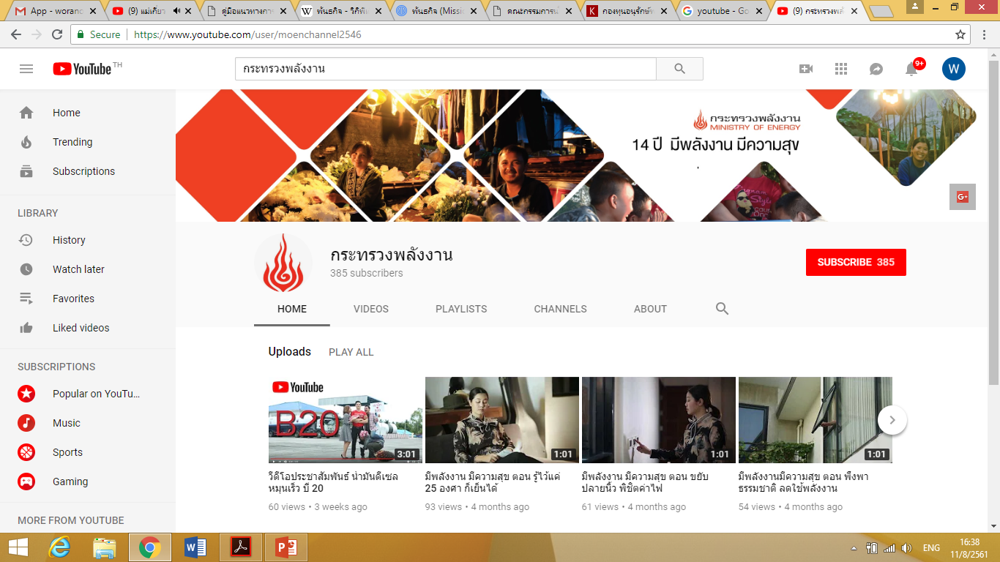 App - woranc
(9) แม่เกี่ยว
คู่มือแนวทางการ
พันธกิจ - วิกิพี
พันธกิจ (Missi
คณะกรรมการน
กองทุนอนุรักษ์
youtube - Go
(9) กระทรวงพลั
Secure
https://www.youtube.com/user/moenchannel2546
YouTube TH
กระทรวงพลังงาน
9+
W
Home
Trending
Subscriptions
LIBRARY
History
Watch later
Favorites
Liked videos
SUBSCRIPTIONS
Popular on YouTu...
Music
Sports
Gaming
MORE FROM YOUTUBE
กระทรวงพลังงาน
MINISTRY OF ENERGY
14 ปี มีพลังงาน มีความสุข
G+
กระทรวงพลังงาน
385 subscribers
SUBSCRIBE 385
HOME
VIDEOS
PLAYLISTS
CHANNELS
ABOUT
Uploads
PLAY ALL
YouTube
B20
3:01
วีดีโอประชาสัมพันธ์ น้ำมันดีเซล
หมุนเร็ว บี 20
60 views • 3 weeks ago
1:01
มีพลังงาน มีความสุข ตอน รู้ไว้แค่
25 องศา ก็เย็นได้
93 views • 4 months ago
1:01
มีพลังงาน มีความสุข ตอน ขยับ
ปลายนิ้ว พิชิตค่าไฟ
61 views • 4 months ago
1:01
มีพลังงานมีความสุข ตอน พึ่งพา
ธรรมชาติ ลดใช้พลังงาน
54 views • 4 months ago
ENG
16:38
11/8/2561